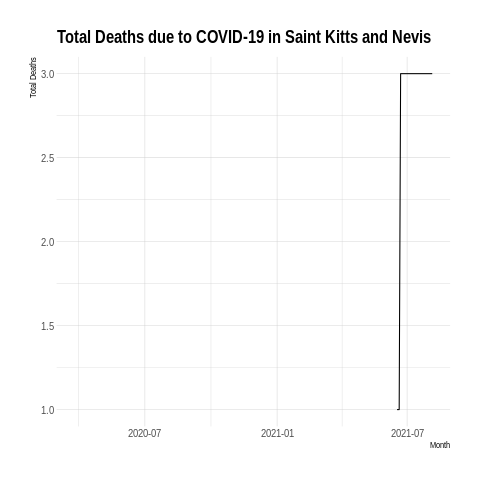 Total Deaths due to COVID-19 in Saint Kitts and Nevis
Total Deaths
3.0
2.5
2.0
1.5
1.0
2020-07 2021-01 2021-07
Month